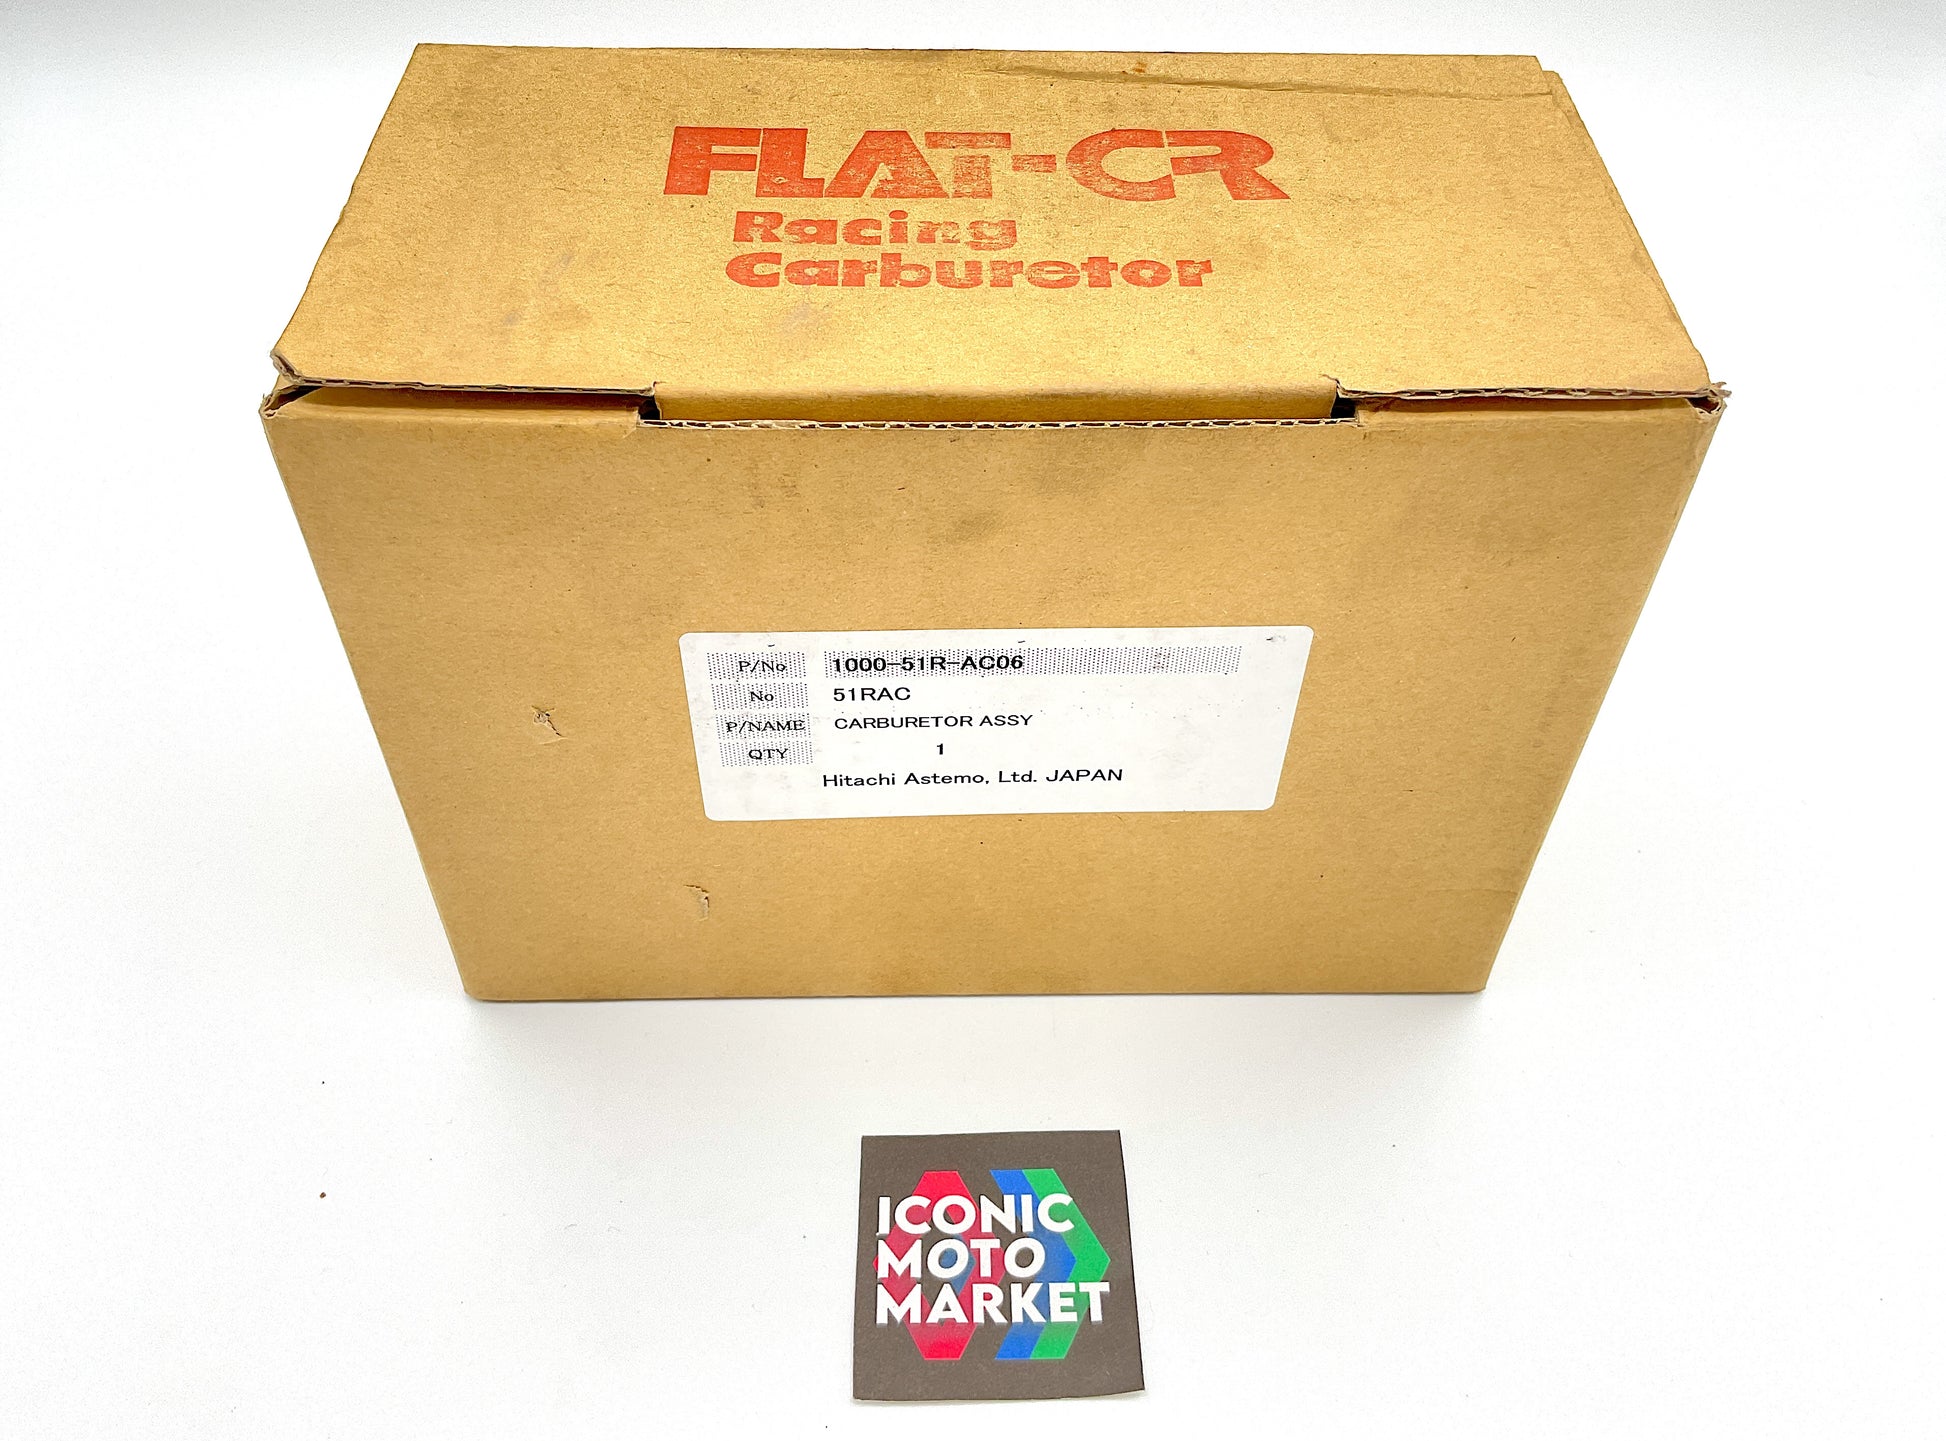 FLAT-CR
Racing
Carburetor
P/No 1000-51R-AC06
No 51RAC
P/NAME CARBURETOR ASSY
QTY 1
Hitachi Astemo, Ltd. JAPAN
ICONIC
MOTO
MARKET